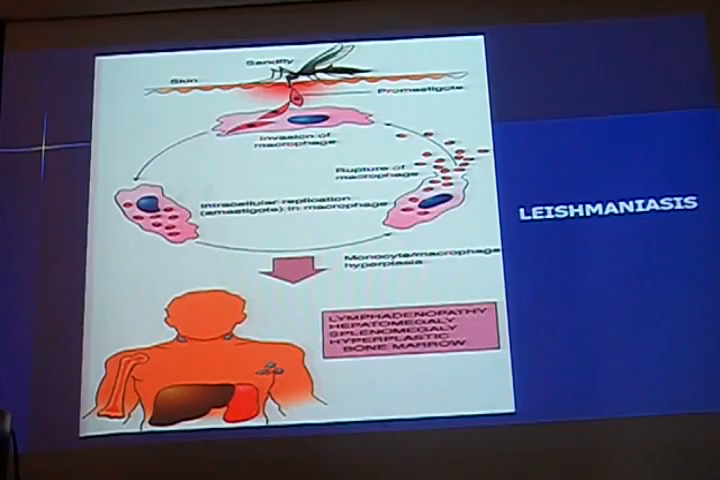 Sandfly
Skin
Promastigote
Invasion of
macrophage
Rupture of
macrophage
Intracellular replication
(amastigote) in macrophage
LEISHMANIASIS
Monocyte/macrophage
hyperplasia
LYMPHADENOPATHY
HEPATOMEGALY
SPLENOMEGALY
HYPERPLASTIC
BONE MARROW